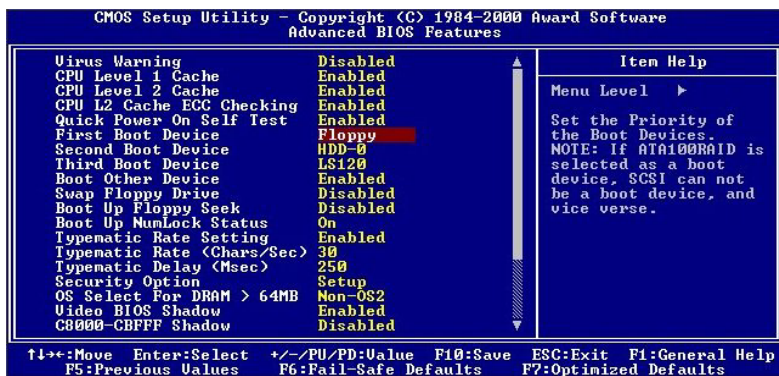 CMOS Setup Utility - Copyright (C) 1984-2000 Award Software
Advanced BIOS Features
Virus Warning Disabled
CPU Level 1 Cache Enabled
CPU Level 2 Cache Enabled
CPU L2 Cache ECC Checking Enabled
Quick Power On Self Test Enabled
First Boot Device Floppy
Second Boot Device HDD-0
Third Boot Device LS120
Boot Other Device Enabled
Swap Floppy Drive Disabled
Boot Up Floppy Seek Disabled
Boot Up NumLock Status On
Typematic Rate Setting Enabled
Typematic Rate (Chars/Sec) 30
Typematic Delay (Msec) 250
Security Option Setup
OS Select For DRAM > 64MB Non-OS2
Video BIOS Shadow Enabled
C8000-CBFFF Shadow Disabled
Item Help
Menu Level ▶
Set the Priority of
the Boot Devices.
NOTE: If ATA100RAID is
selected as a boot
device, SCSI can not
be a boot device, and
vice verse.
↑↓→←:Move Enter:Select +/-/PU/PD:Value F10:Save ESC:Exit F1:General Help
F5:Previous Values F6:Fail-Safe Defaults F7:Optimized Defaults